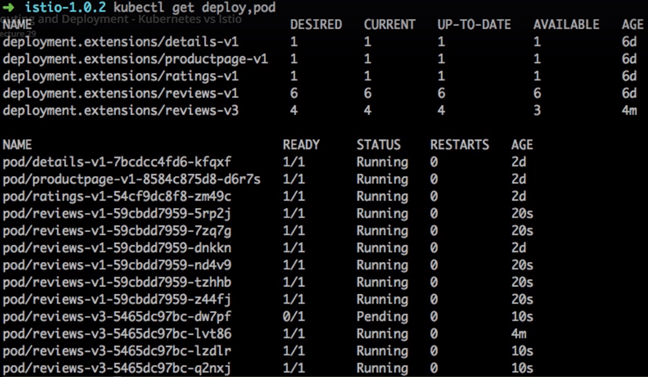 ➜ istio-1.0.2 kubectl get deploy,pod
outing and Deployment - Kubernetes vs Istio
NAME DESIRED CURRENT UP-TO-DATE AVAILABLE AGE
deployment.extensions/details-v1 1 1 1 1 6d
deployment.extensions/productpage-v1 1 1 1 1 6d
deployment.extensions/ratings-v1 1 1 1 1 6d
deployment.extensions/reviews-v1 6 6 6 6 6d
deployment.extensions/reviews-v3 4 4 4 3 4m
NAME READY STATUS RESTARTS AGE
pod/details-v1-7bcdcc4fd6-kfqxf 1/1 Running 0 2d
pod/productpage-v1-8584c875d8-d6r7s 1/1 Running 0 2d
pod/ratings-v1-54cf9dc8f8-zm49c 1/1 Running 0 2d
pod/reviews-v1-59cbdd7959-5rp2j 1/1 Running 0 20s
pod/reviews-v1-59cbdd7959-7zq7g 1/1 Running 0 20s
pod/reviews-v1-59cbdd7959-dnkkn 1/1 Running 0 2d
pod/reviews-v1-59cbdd7959-nd4v9 1/1 Running 0 20s
pod/reviews-v1-59cbdd7959-tzhhb 1/1 Running 0 20s
pod/reviews-v1-59cbdd7959-z44fj 1/1 Running 0 20s
pod/reviews-v3-5465dc97bc-dw7pf 0/1 Pending 0 10s
pod/reviews-v3-5465dc97bc-lvt86 1/1 Running 0 4m
pod/reviews-v3-5465dc97bc-lzdlr 1/1 Running 0 10s
pod/reviews-v3-5465dc97bc-q2nxj 1/1 Running 0 10s